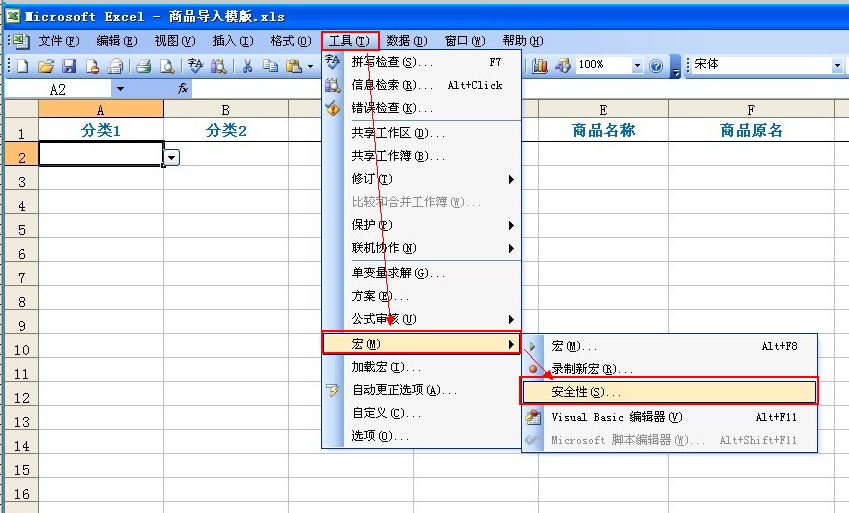 Microsoft Excel - 商品导入模版.xls
文件(F) 编辑(E) 视图(V) 插入(I) 格式(O) 工具(T) 数据(D) 窗口(W) 帮助(H)
100% 宋体
A2 fx
A B E F
1 分类1 分类2 商品名称 商品原名
2
3
4
5
6
7
8
9
10
11
12
13
14
15
16
拼写检查(S)... F7
信息检索(R)... Alt+Click
错误检查(K)...
共享工作区(D)...
共享工作簿(B)...
修订(T)
比较和合并工作簿(W)...
保护(P)
联机协作(N)
单变量求解(G)...
方案(E)...
公式审核(U)
宏(M)
加载宏(I)...
自动更正选项(A)...
自定义(C)...
选项(O)...
宏(M)... Alt+F8
录制新宏(R)...
安全性(S)...
Visual Basic 编辑器(V) Alt+F11
Microsoft 脚本编辑器(W)... Alt+Shift+F11